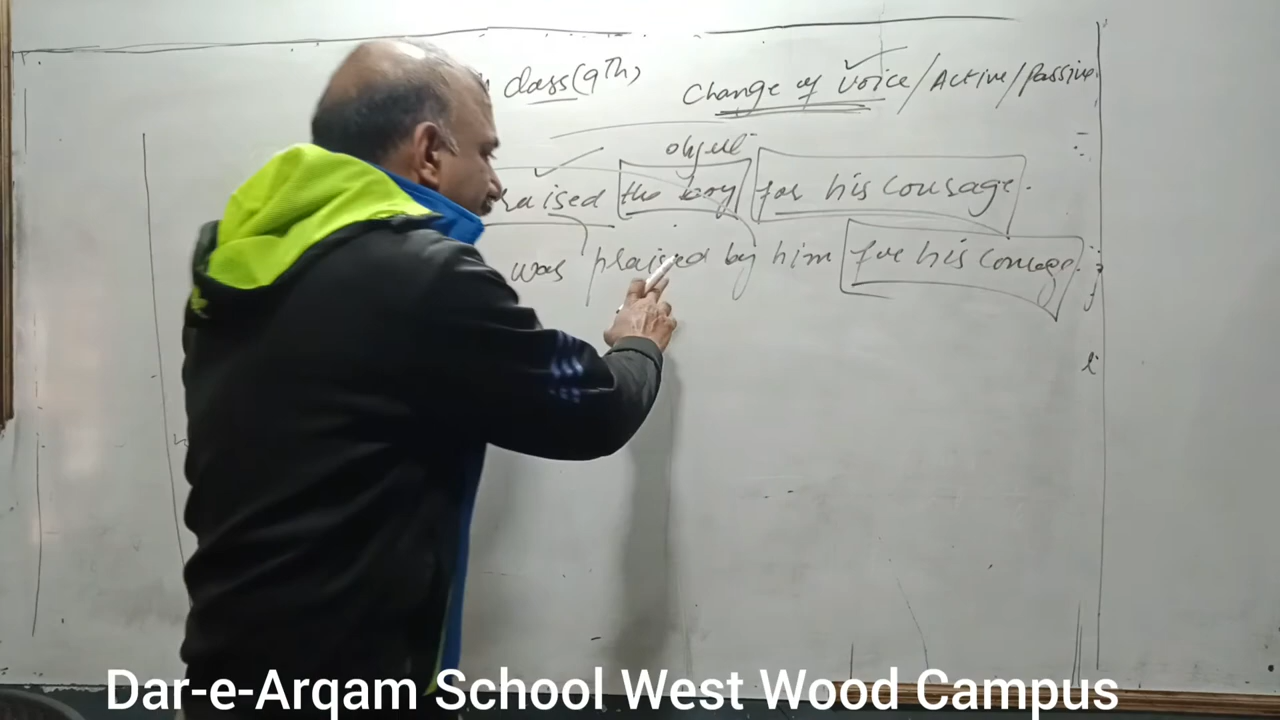 class (9th) Change of voice / Active / Passive
object
raised the boy for his courage.
was praised by him for his courage.
Dar-e-Arqam School West Wood Campus